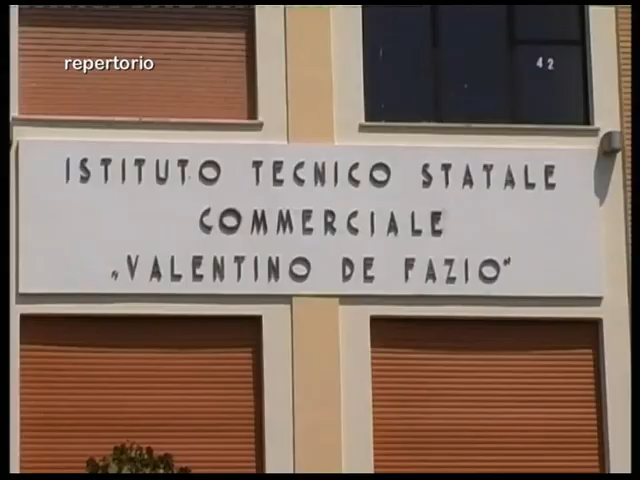 repertorio
42
ISTITUTO TECNICO STATALE
COMMERCIALE
„VALENTINO DE FAZIO“